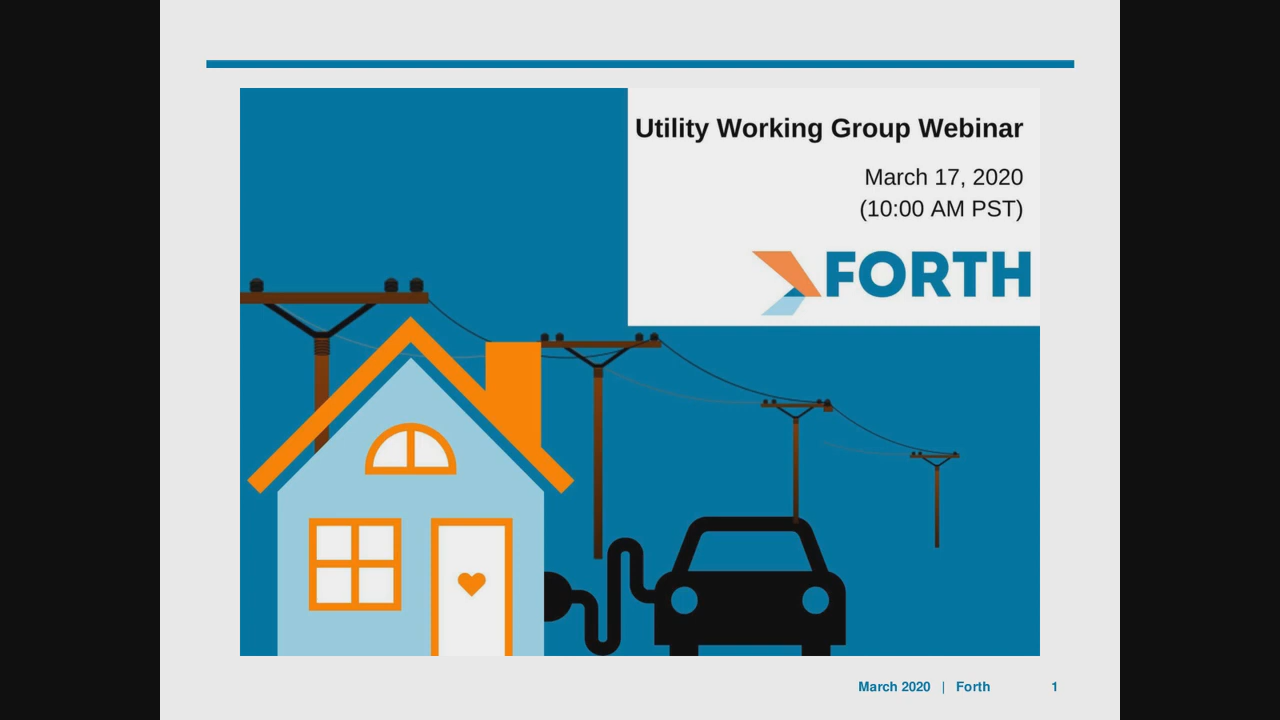 Utility Working Group Webinar
March 17, 2020
(10:00 AM PST)
FORTH
March 2020 | Forth 1